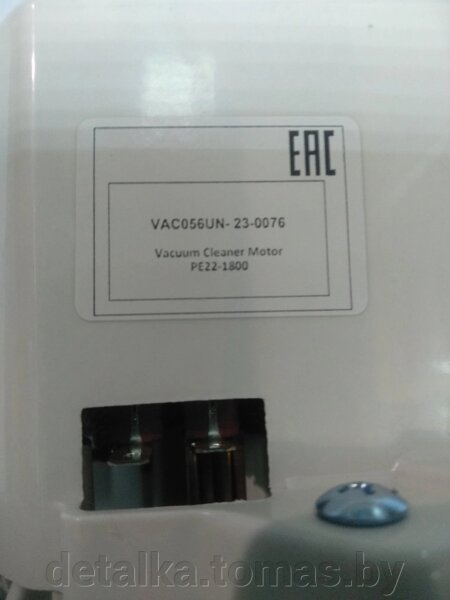 EAC
VAC056UN- 23-0076
Vacuum Cleaner Motor
PE22-1800
detalka.tomas.by